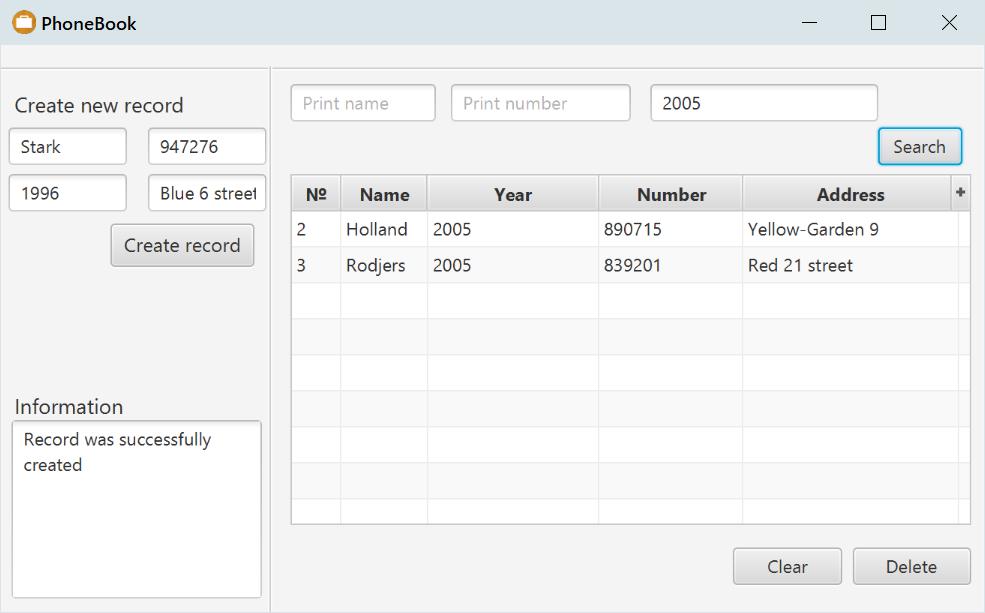 PhoneBook
Create new record
Stark 947276
1996 Blue 6 street
Create record
Information
Record was successfully
created
Print name Print number 2005
Search
Nº Name Year Number Address +
2 Holland 2005 890715 Yellow-Garden 9
3 Rodjers 2005 839201 Red 21 street
Clear Delete